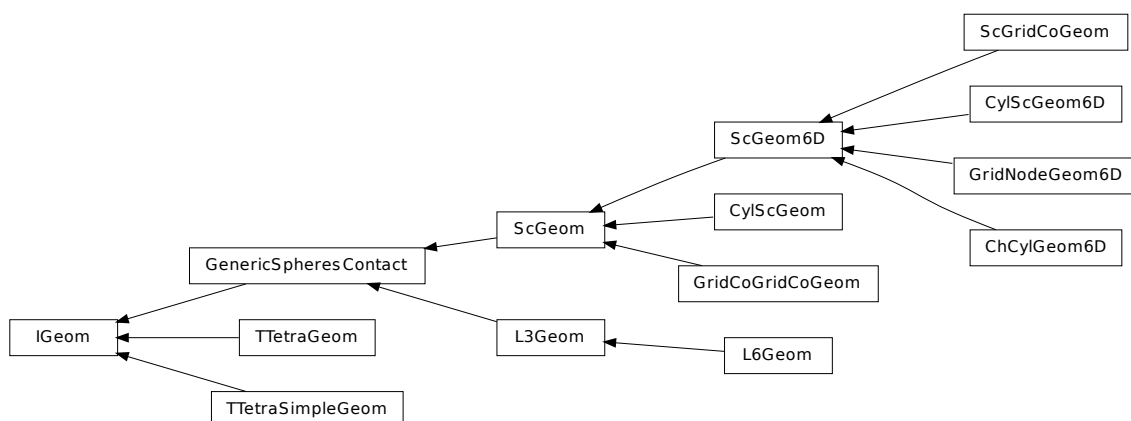 ScGridCoGeom
CylScGeom6D
ScGeom6D
GridNodeGeom6D
CylScGeom
ScGeom
ChCylGeom6D
GenericSpheresContact
GridCoGridCoGeom
IGeom
TTetraGeom
L3Geom
L6Geom
TTetraSimpleGeom